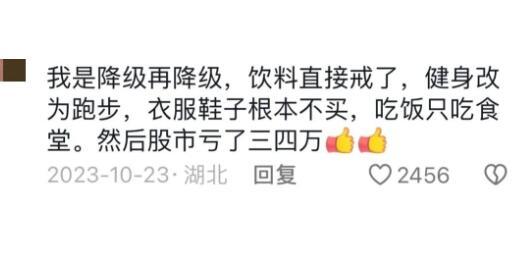 我是降级再降级，饮料直接戒了，健身改
为跑步，衣服鞋子根本不买，吃饭只吃食
堂。然后股市亏了三四万👍👍
2023-10-23·湖北 回复 2456